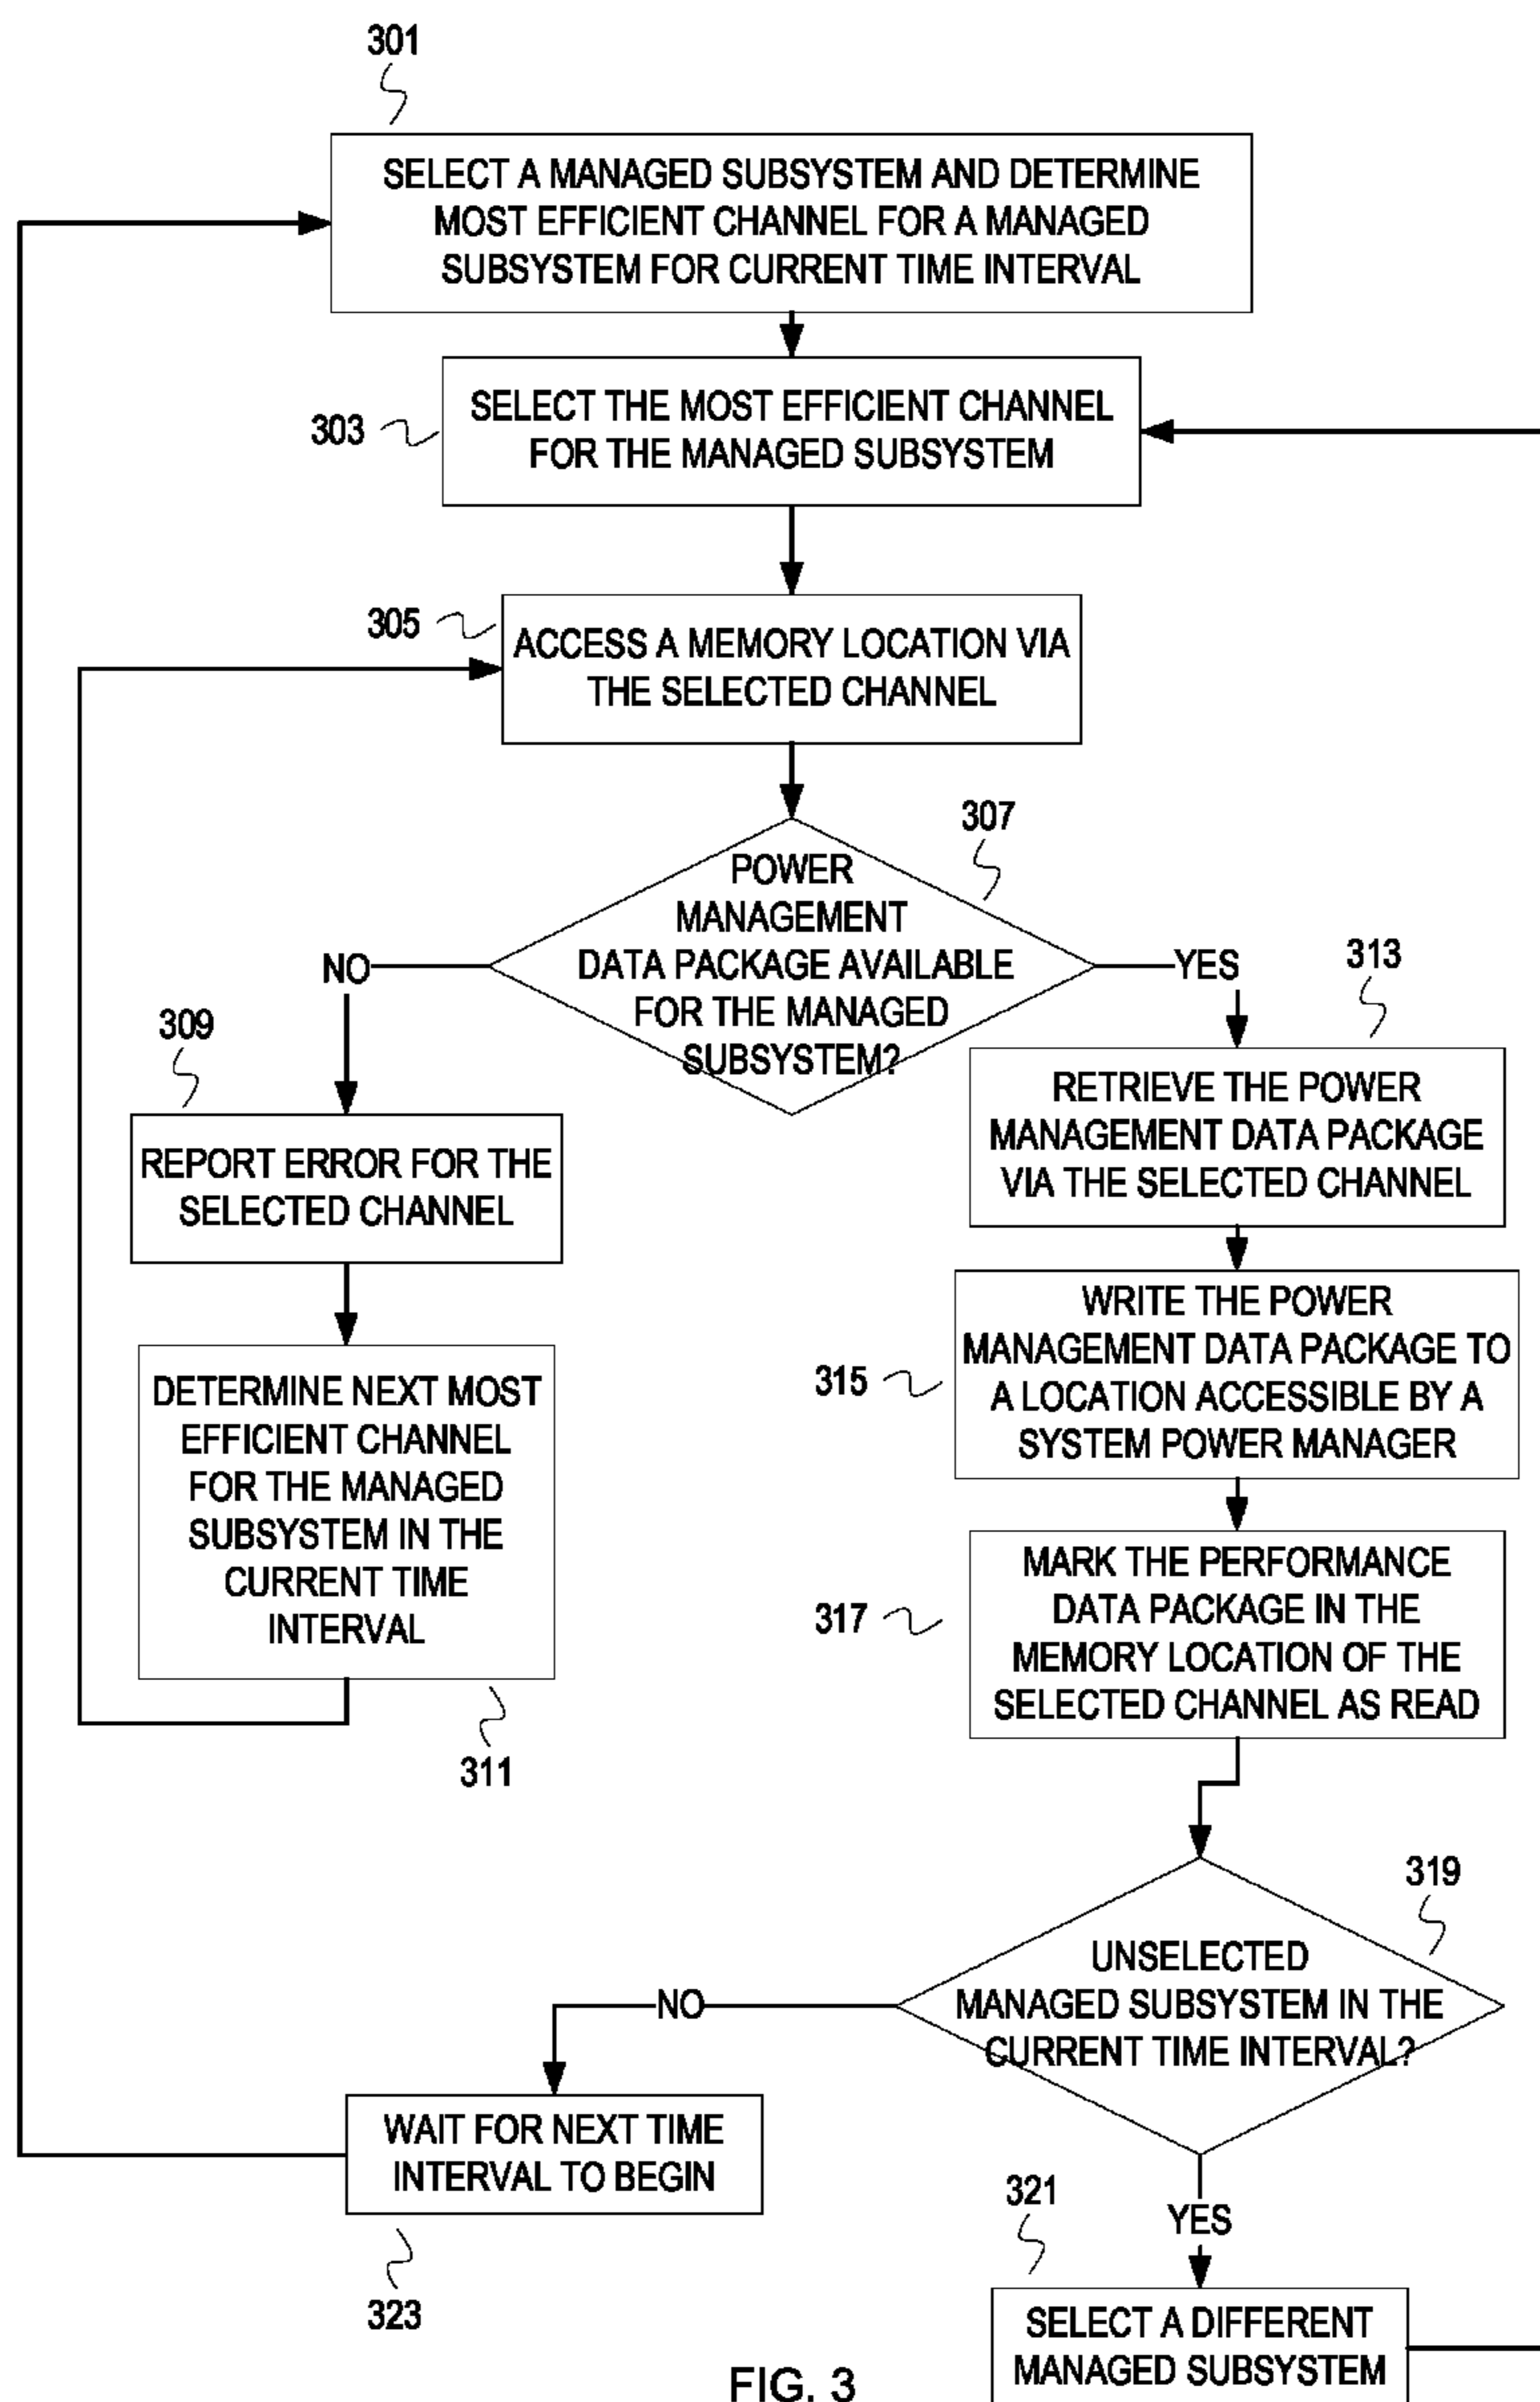 301
SELECT A MANAGED SUBSYSTEM AND DETERMINE
MOST EFFICIENT CHANNEL FOR A MANAGED
SUBSYSTEM FOR CURRENT TIME INTERVAL
303
SELECT THE MOST EFFICIENT CHANNEL
FOR THE MANAGED SUBSYSTEM
305
ACCESS A MEMORY LOCATION VIA
THE SELECTED CHANNEL
307
POWER
MANAGEMENT
DATA PACKAGE AVAILABLE
FOR THE MANAGED
SUBSYSTEM?
NO
YES
309
REPORT ERROR FOR THE
SELECTED CHANNEL
DETERMINE NEXT MOST
EFFICIENT CHANNEL
FOR THE MANAGED
SUBSYSTEM IN THE
CURRENT TIME
INTERVAL
311
313
RETRIEVE THE POWER
MANAGEMENT DATA PACKAGE
VIA THE SELECTED CHANNEL
315
WRITE THE POWER
MANAGEMENT DATA PACKAGE TO
A LOCATION ACCESSIBLE BY A
SYSTEM POWER MANAGER
317
MARK THE PERFORMANCE
DATA PACKAGE IN THE
MEMORY LOCATION OF THE
SELECTED CHANNEL AS READ
319
UNSELECTED
MANAGED SUBSYSTEM IN THE
CURRENT TIME INTERVAL?
NO
WAIT FOR NEXT TIME
INTERVAL TO BEGIN
323
YES
321
SELECT A DIFFERENT
MANAGED SUBSYSTEM
FIG. 3